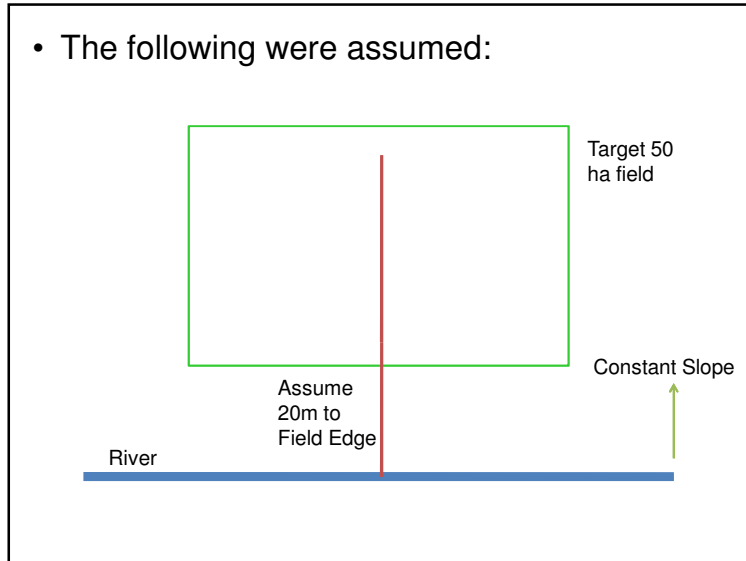 • The following were assumed:
Target 50
ha field
Constant Slope
Assume
20m to
Field Edge
River